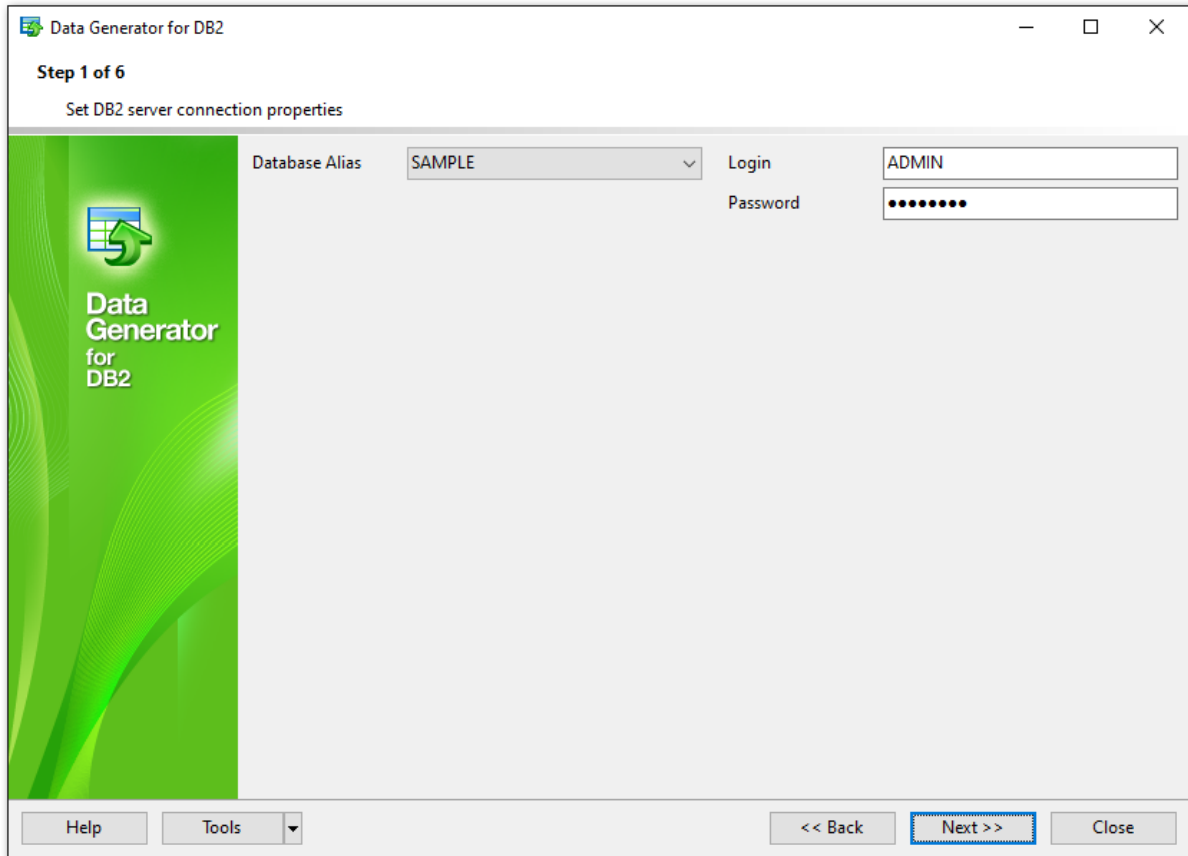 Data Generator for DB2
Step 1 of 6
Set DB2 server connection properties
Database Alias SAMPLE Login ADMIN
Password ●●●●●●●●
Data
Generator
for
DB2
Help Tools << Back Next >> Close